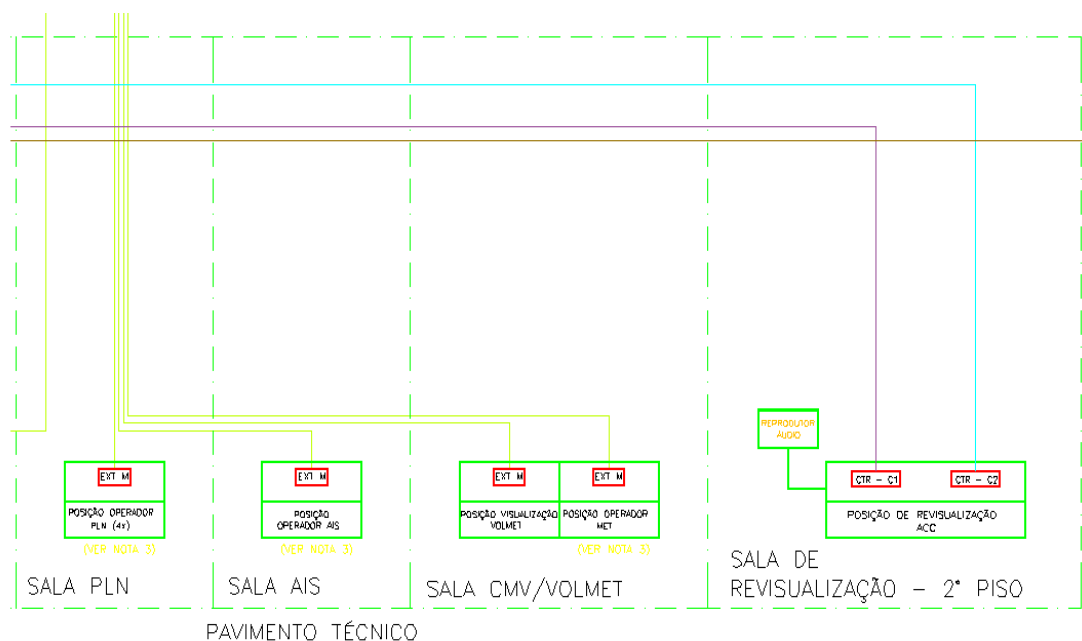 REPRODUTOR
ÁUDIO
EXT M
EXT M
EXT M
EXT M
CTR - C1
CTR - C2
POSIÇÃO OPERADOR
PLN (4x)
POSIÇÃO
OPERADOR AIS
POSIÇÃO VISUALIZAÇÃO
VOLMET
POSIÇÃO OPERADOR
MET
POSIÇÃO DE REVISUALIZAÇÃO
ACC
(VER NOTA 3)
(VER NOTA 3)
(VER NOTA 3)
SALA PLN
SALA AIS
SALA CMV/VOLMET
SALA DE
REVISUALIZAÇÃO - 2° PISO
PAVIMENTO TÉCNICO